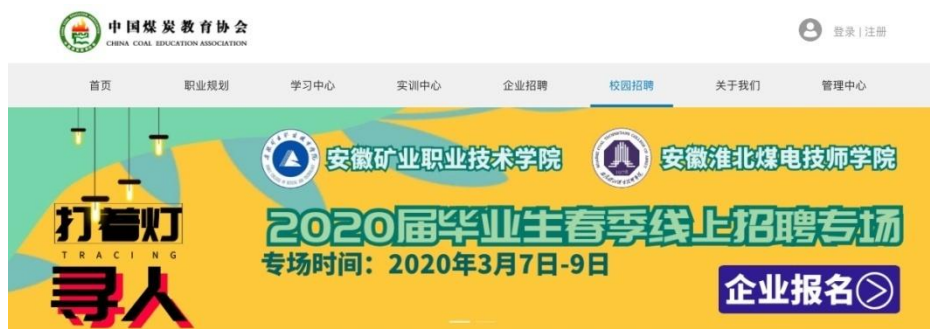 中国煤炭教育协会
CHINA COAL EDUCATION ASSOCIATION
登录 | 注册
首页 职业规划 学习中心 实训中心 企业招聘 校园招聘 关于我们 管理中心
安徽矿业职业技术学院 安徽淮北煤电技师学院
打着灯
TRACING
寻人
2020届毕业生春季线上招聘专场
专场时间：2020年3月7日-9日
企业报名